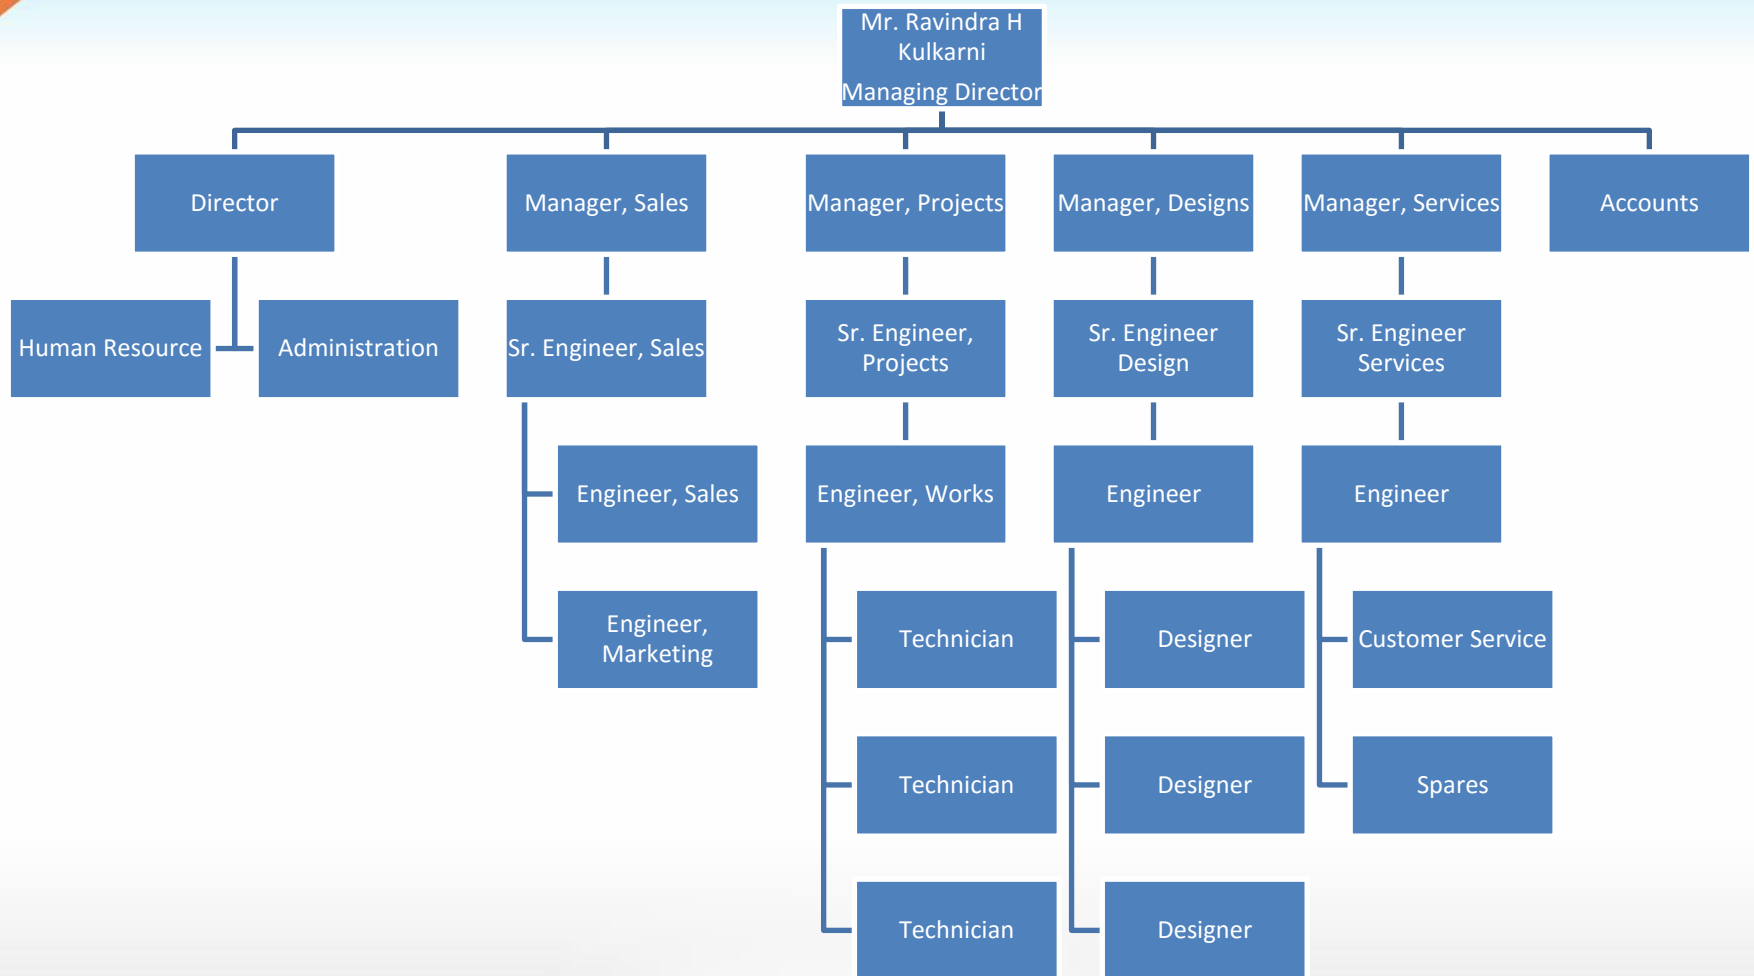 Mr. Ravindra H
Kulkarni
Managing Director
Director
Manager, Sales
Manager, Projects
Manager, Designs
Manager, Services
Accounts
Human Resource
Administration
Sr. Engineer, Sales
Sr. Engineer,
Projects
Sr. Engineer
Design
Sr. Engineer
Services
Engineer, Sales
Engineer, Works
Engineer
Engineer
Engineer,
Marketing
Technician
Designer
Customer Service
Technician
Designer
Spares
Technician
Designer